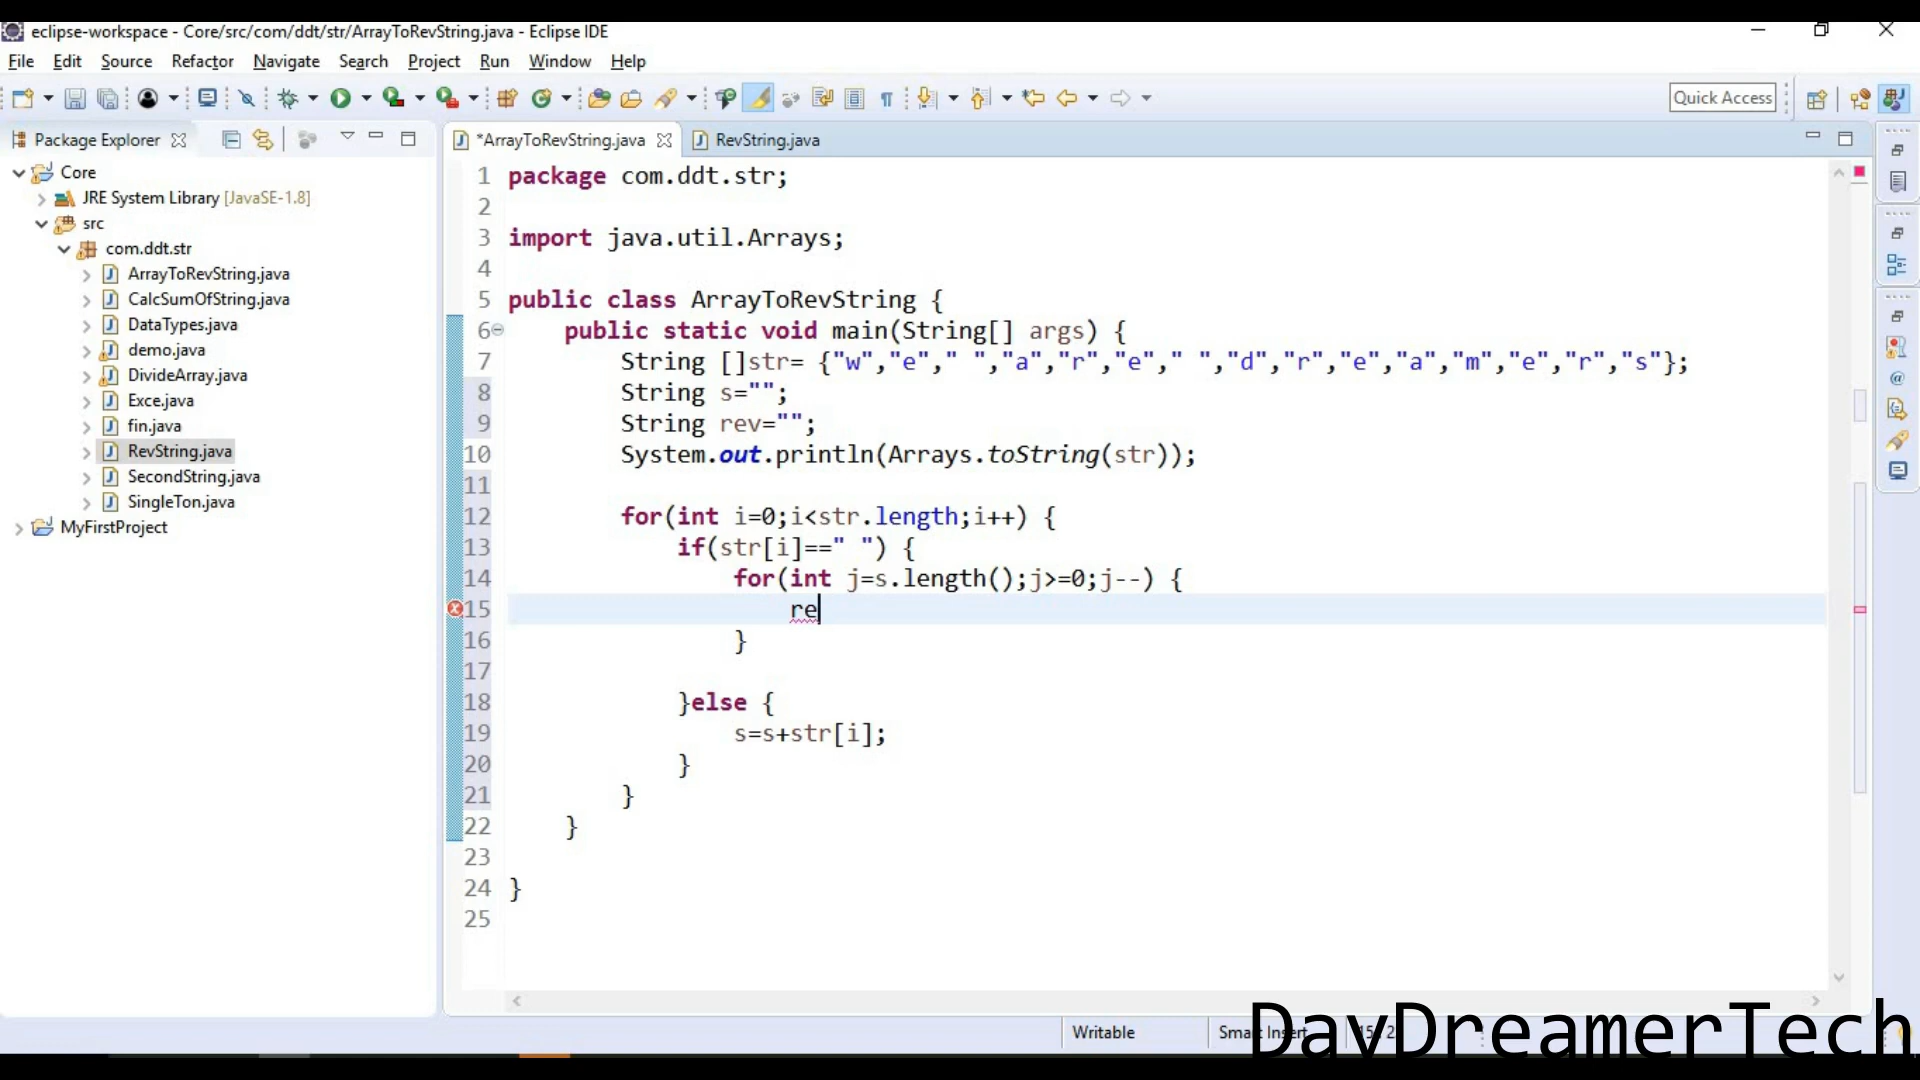 eclipse-workspace - Core/src/com/ddt/str/ArrayToRevString.java - Eclipse IDE
File Edit Source Refactor Navigate Search Project Run Window Help
Quick Access
Package Explorer
*ArrayToRevString.java RevString.java
Core
JRE System Library [JavaSE-1.8]
src
com.ddt.str
ArrayToRevString.java
CalcSumOfString.java
DataTypes.java
demo.java
DivideArray.java
Exce.java
fin.java
RevString.java
SecondString.java
SingleTon.java
MyFirstProject
1 package com.ddt.str;
2
3 import java.util.Arrays;
4
5 public class ArrayToRevString {
6 public static void main(String[] args) {
7 String []str= {"w","e"," ","a","r","e"," ","d","r","e","a","m","e","r","s"};
8 String s="";
9 String rev="";
10 System.out.println(Arrays.toString(str));
11
12 for(int i=0;i<str.length;i++) {
13 if(str[i]==" ") {
14 for(int j=s.length();j>=0;j--) {
15 re
16 }
17
18 }else {
19 s=s+str[i];
20 }
21 }
22 }
23
24 }
25
Writable Smart Insert
DayDreamerTech